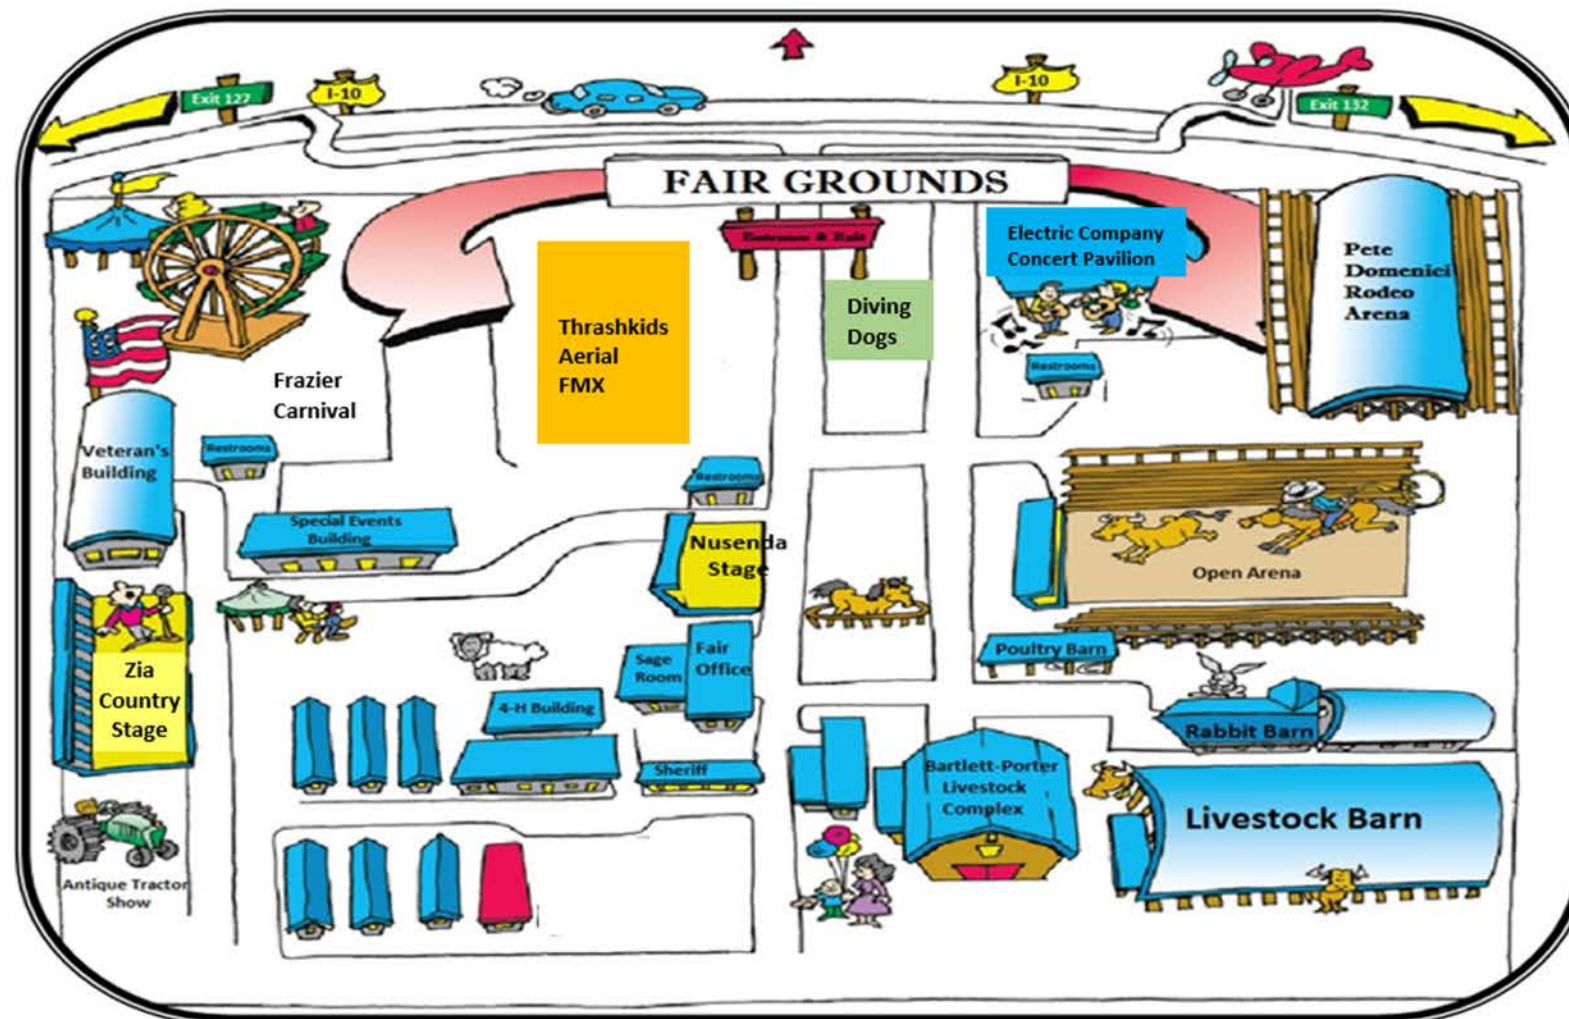 Exit 127
I-10
I-10
Exit 132
FAIR GROUNDS
Entrance & Exit
Electric Company
Concert Pavilion
Pete
Domenici
Rodeo
Arena
Thrashkids
Aerial
FMX
Diving
Dogs
Restrooms
Frazier
Carnival
Veteran's
Building
Restrooms
Restrooms
Special Events
Building
Nusenda
Stage
Open Arena
Zia
Country
Stage
Sage
Room
Fair
Office
Poultry Barn
4-H Building
Rabbit Barn
Sheriff
Bartlett-Porter
Livestock
Complex
Livestock Barn
Antique Tractor
Show